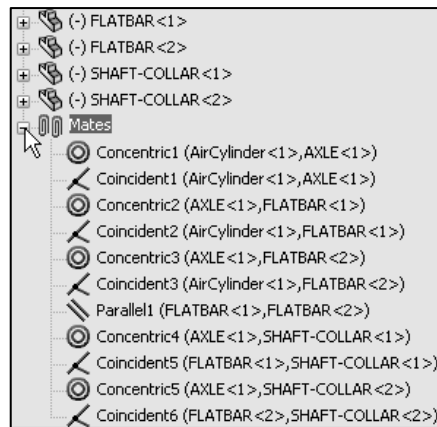 (-) FLATBAR<1>
(-) FLATBAR<2>
(-) SHAFT-COLLAR<1>
(-) SHAFT-COLLAR<2>
Mates
Concentric1 (AirCylinder<1>,AXLE<1>)
Coincident1 (AirCylinder<1>,AXLE<1>)
Concentric2 (AXLE<1>,FLATBAR<1>)
Coincident2 (AirCylinder<1>,FLATBAR<1>)
Concentric3 (AXLE<1>,FLATBAR<2>)
Coincident3 (AirCylinder<1>,FLATBAR<2>)
Parallel1 (FLATBAR<1>,FLATBAR<2>)
Concentric4 (AXLE<1>,SHAFT-COLLAR<1>)
Coincident5 (FLATBAR<1>,SHAFT-COLLAR<1>)
Concentric5 (AXLE<1>,SHAFT-COLLAR<2>)
Coincident6 (FLATBAR<2>,SHAFT-COLLAR<2>)